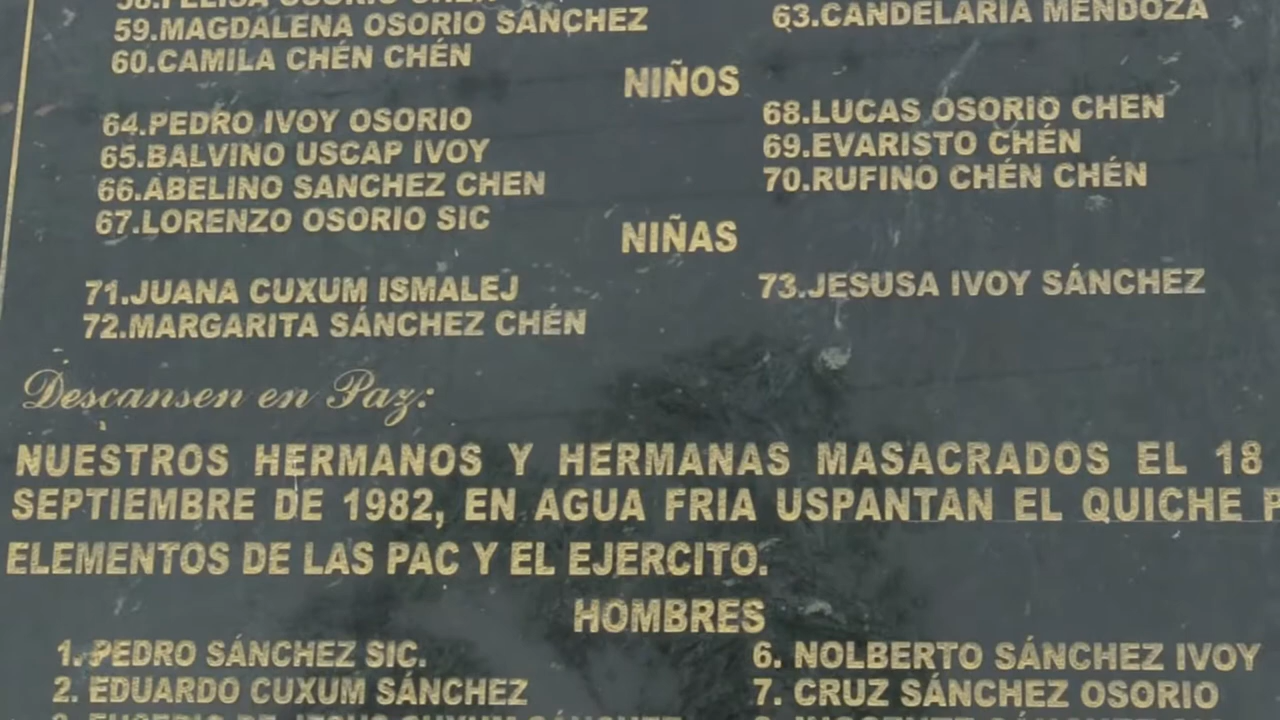 58.FELISA OSORIO CHEN
59.MAGDALENA OSORIO SÁNCHEZ
60.CAMILA CHÉN CHÉN
63.CANDELARIA MENDOZA
NIÑOS
64.PEDRO IVOY OSORIO
65.BALVINO USCAP IVOY
66.ABELINO SANCHEZ CHEN
67.LORENZO OSORIO SIC
68.LUCAS OSORIO CHEN
69.EVARISTO CHÉN
70.RUFINO CHÉN CHÉN
NIÑAS
71.JUANA CUXUM ISMALEJ
72.MARGARITA SÁNCHEZ CHÉN
73.JESUSA IVOY SÁNCHEZ
Descansen en Paz:
NUESTROS HERMANOS Y HERMANAS MASACRADOS EL 18
SEPTIEMBRE DE 1982, EN AGUA FRIA USPANTAN EL QUICHE
ELEMENTOS DE LAS PAC Y EL EJERCITO.
HOMBRES
1. PEDRO SÁNCHEZ SIC.
2. EDUARDO CUXUM SÁNCHEZ
6. NOLBERTO SÁNCHEZ IVOY
7. CRUZ SÁNCHEZ OSORIO